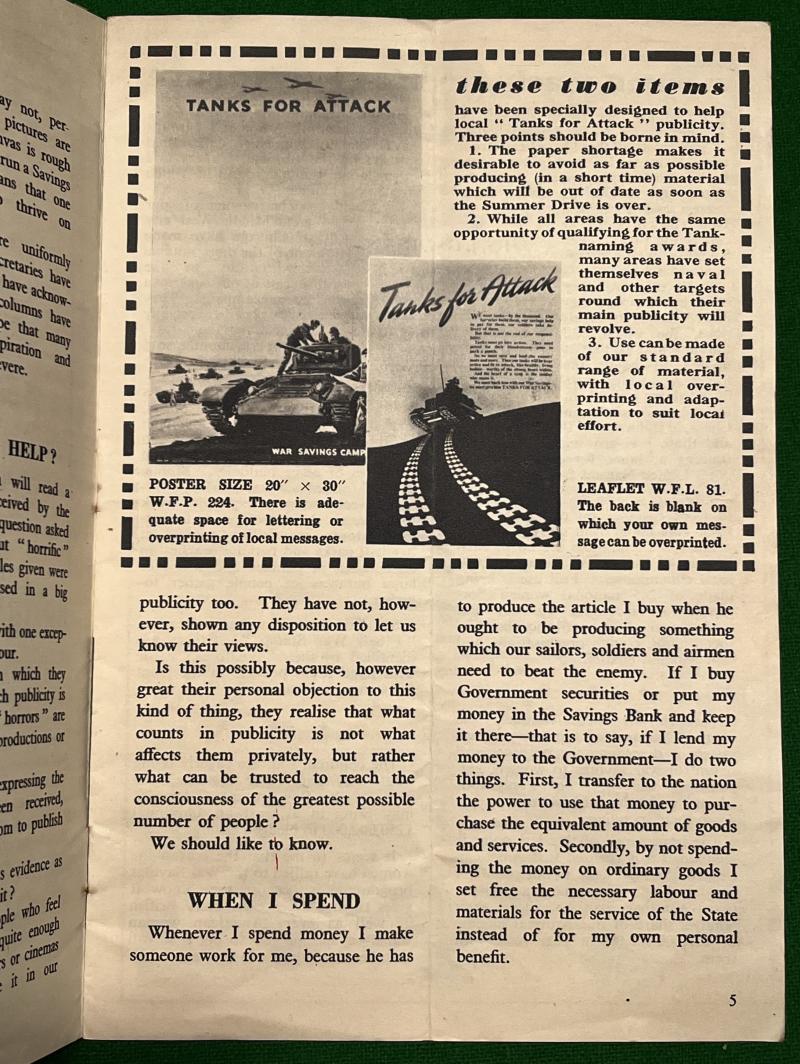 ay not, per-
pictures are
nvas is rough
run a Savings
ans that one
thrive on
re uniformly
cretaries have
have acknow-
columns have
be that many
piration and
evere.
HELP?
will read a
ceived by the
question asked
ut "horrific"
les given were
sed in a big
with one excep-
our.
which they
ch publicity is
"horrors" are
productions or
expressing the
en received,
om to publish
s evidence as
it?
ple who feel
quite enough
rs or cinemas
it in our
TANKS FOR ATTACK
WAR SAVINGS CAMP
POSTER SIZE 20″ × 30″
W.F.P. 224. There is ade-
quate space for lettering or
overprinting of local messages.
these two items
have been specially designed to help
local "Tanks for Attack" publicity.
Three points should be borne in mind.
1. The paper shortage makes it
desirable to avoid as far as possible
producing (in a short time) material
which will be out of date as soon as
the Summer Drive is over.
2. While all areas have the same
opportunity of qualifying for the Tank-
naming awards,
many areas have set
themselves naval
and other targets
round which their
main publicity will
revolve.
3. Use can be made
of our standard
range of material,
with local over-
printing and adap-
tation to suit local
effort.
Tanks for Attack
LEAFLET W.F.L. 81.
The back is blank on
which your own mes-
sage can be overprinted.
publicity too. They have not, how-
ever, shown any disposition to let us
know their views.
Is this possibly because, however
great their personal objection to this
kind of thing, they realise that what
counts in publicity is not what
affects them privately, but rather
what can be trusted to reach the
consciousness of the greatest possible
number of people?
We should like to know.
WHEN I SPEND
Whenever I spend money I make
someone work for me, because he has
to produce the article I buy when he
ought to be producing something
which our sailors, soldiers and airmen
need to beat the enemy. If I buy
Government securities or put my
money in the Savings Bank and keep
it there—that is to say, if I lend my
money to the Government—I do two
things. First, I transfer to the nation
the power to use that money to pur-
chase the equivalent amount of goods
and services. Secondly, by not spend-
ing the money on ordinary goods I
set free the necessary labour and
materials for the service of the State
instead of for my own personal
benefit.
5